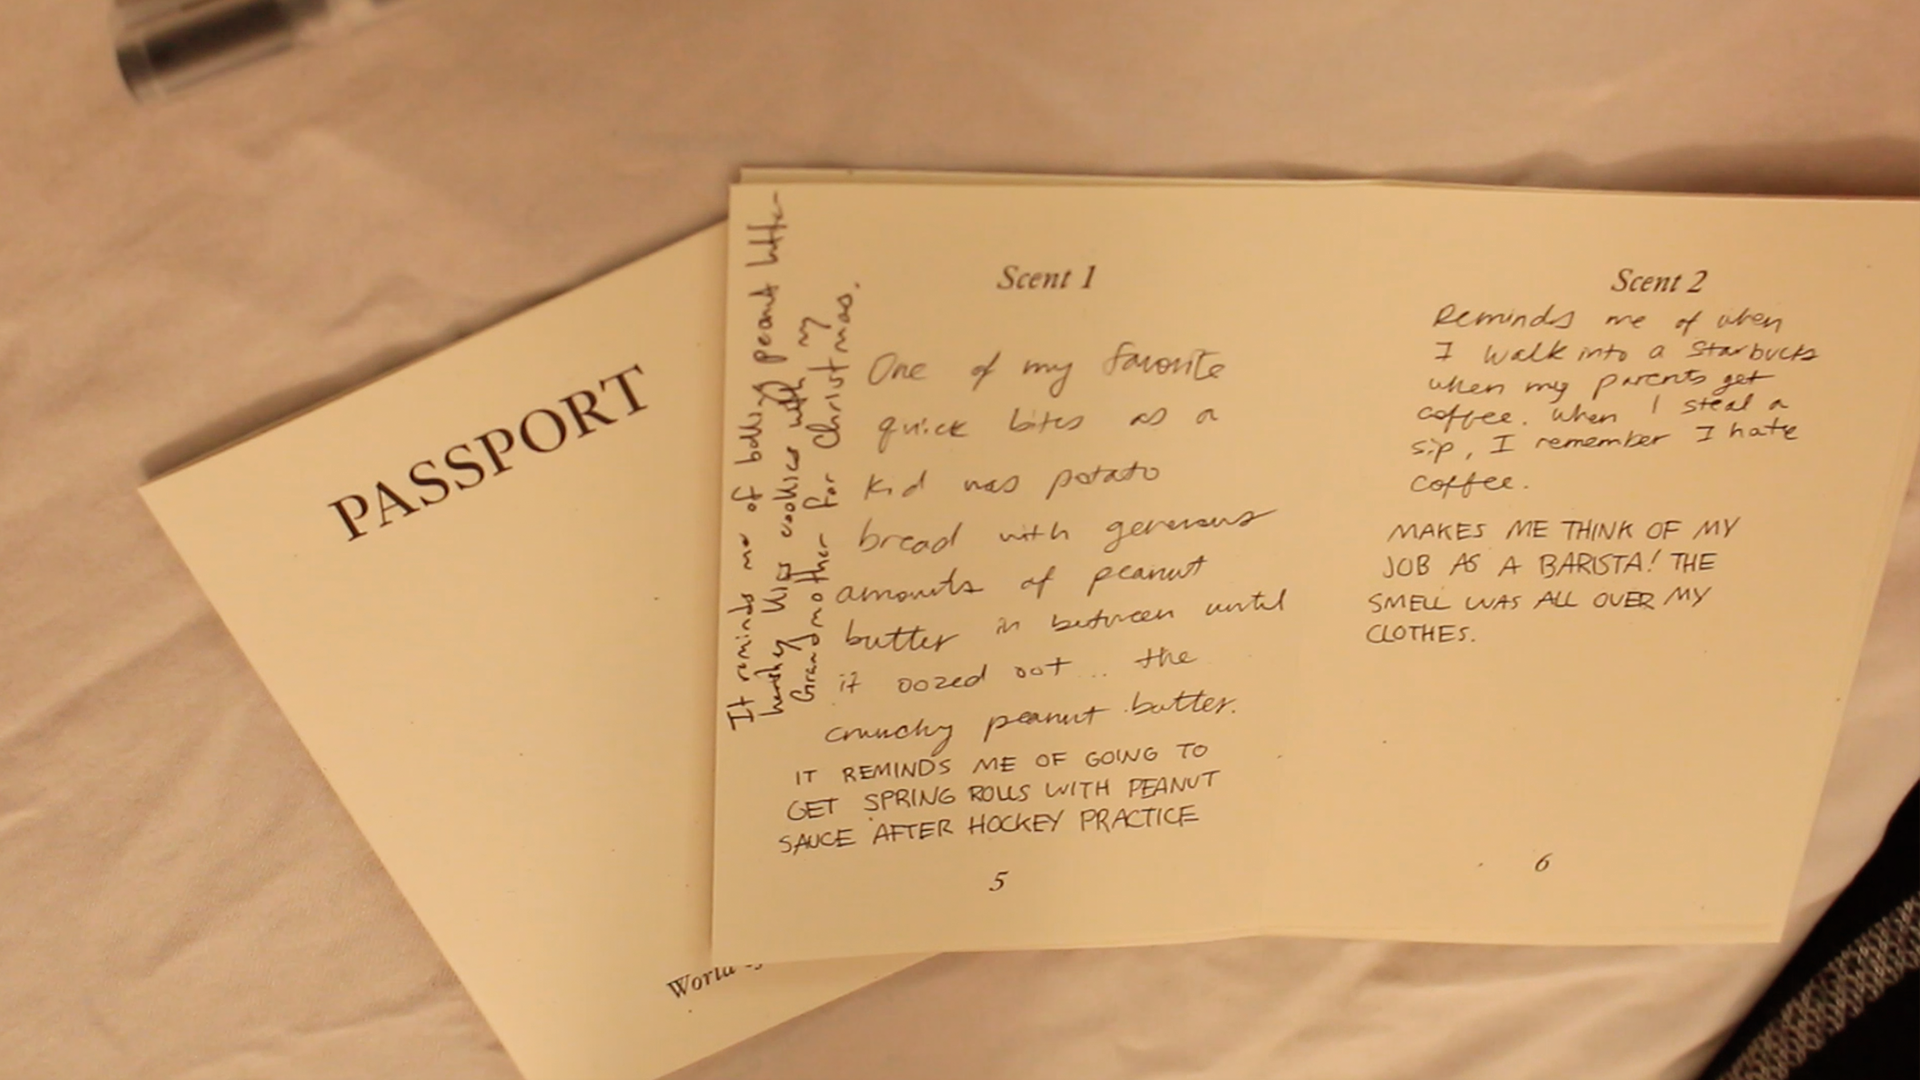 PASSPORT
World
Scent 1
It reminds me of baking peanut butter
hershey kiss cookies with my
Grandmother for Christmas.
One of my favorite
quick bites as a
kid was potato
bread with generous
amounts of peanut
butter in between until
it oozed out... the
crunchy peanut butter.
IT REMINDS ME OF GOING TO
GET SPRING ROLLS WITH PEANUT
SAUCE AFTER HOCKEY PRACTICE
5
Scent 2
Reminds me of when
I walk into a Starbucks
when my parents get
coffee. When I steal a
sip, I remember I hate
coffee.
MAKES ME THINK OF MY
JOB AS A BARISTA! THE
SMELL WAS ALL OVER MY
CLOTHES.
6